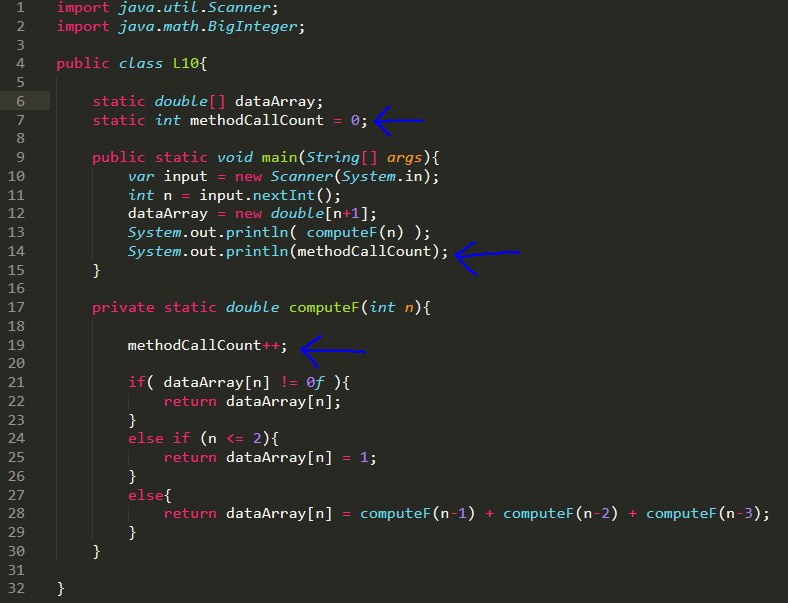 1 import java.util.Scanner;
2 import java.math.BigInteger;
3
4 public class L10{
5
6 static double[] dataArray;
7 static int methodCallCount = 0;
8
9 public static void main(String[] args){
10 var input = new Scanner(System.in);
11 int n = input.nextInt();
12 dataArray = new double[n+1];
13 System.out.println( computeF(n) );
14 System.out.println(methodCallCount);
15 }
16
17 private static double computeF(int n){
18
19 methodCallCount++;
20
21 if( dataArray[n] != 0f ){
22 return dataArray[n];
23 }
24 else if (n <= 2){
25 return dataArray[n] = 1;
26 }
27 else{
28 return dataArray[n] = computeF(n-1) + computeF(n-2) + computeF(n-3);
29 }
30 }
31
32 }